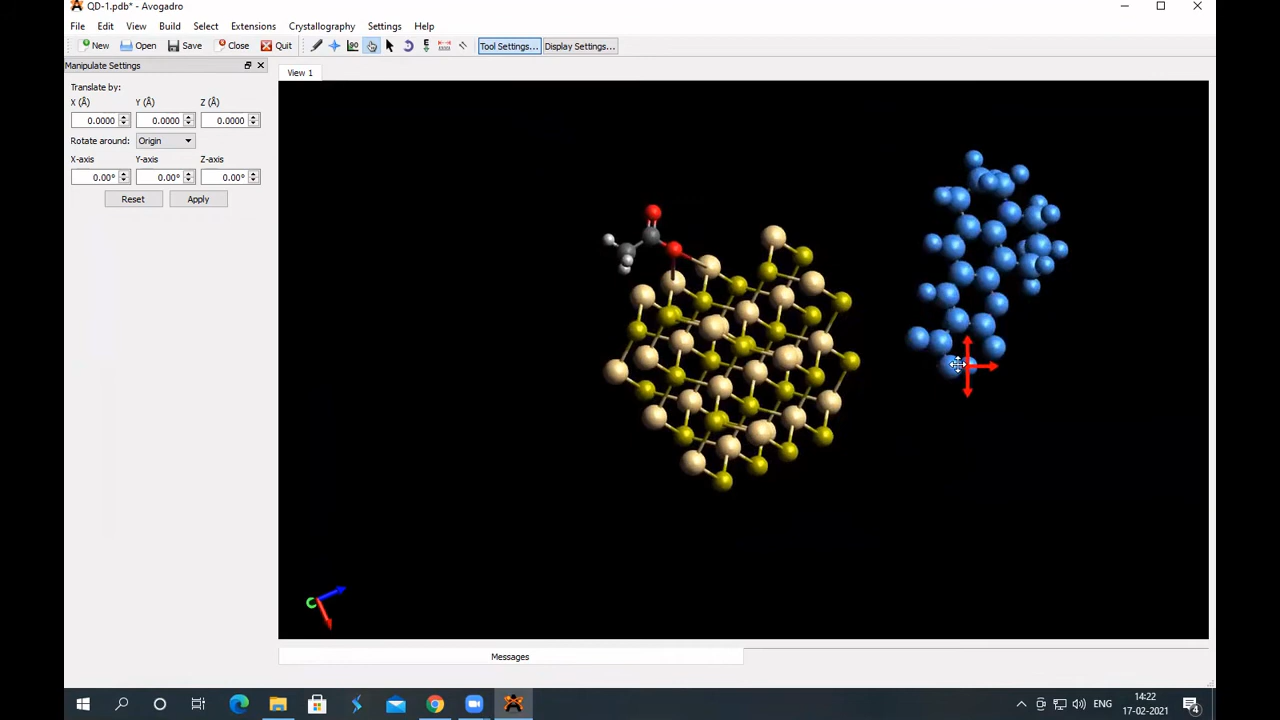 QD-1.pdb* - Avogadro
File Edit View Build Select Extensions Crystallography Settings Help
New Open Save Close Quit Tool Settings... Display Settings...
Manipulate Settings
View 1
Translate by:
X (Å) Y (Å) Z (Å)
0.0000 0.0000 0.0000
Rotate around: Origin
X-axis Y-axis Z-axis
0.00° 0.00° 0.00°
Reset Apply
Messages
ENG
14:22
17-02-2021
4